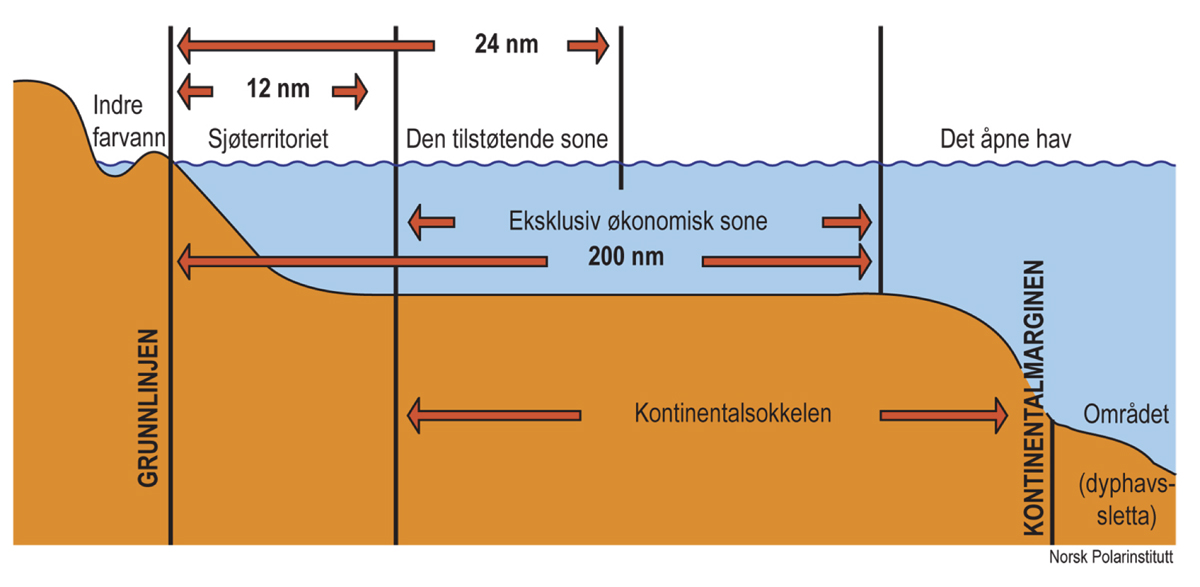 24 nm
12 nm
Indre
farvann
Sjøterritoriet
Den tilstøtende sone
Det åpne hav
Eksklusiv økonomisk sone
200 nm
GRUNNLINJEN
KONTINENTALMARGINEN
Kontinentalsokkelen
Området
(dyphavs-
sletta)
Norsk Polarinstitutt